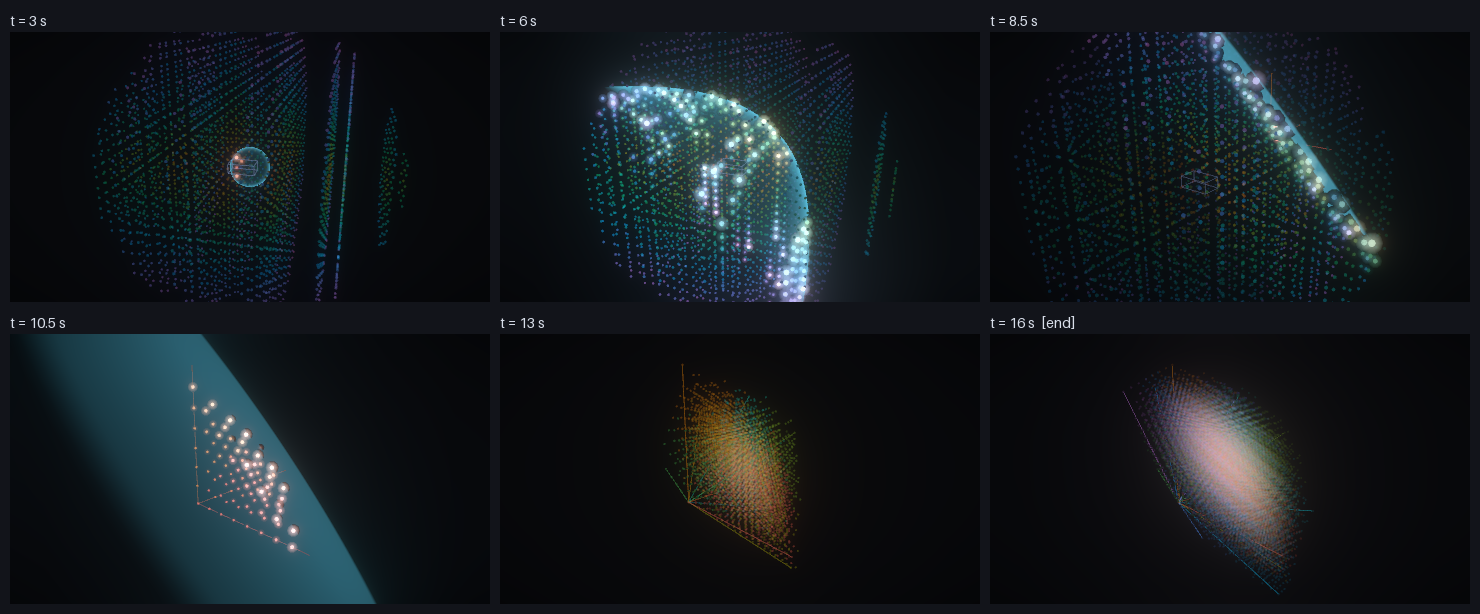 t = 3 s
t = 6 s
t = 8.5 s
t = 10.5 s
t = 13 s
t = 16 s [end]